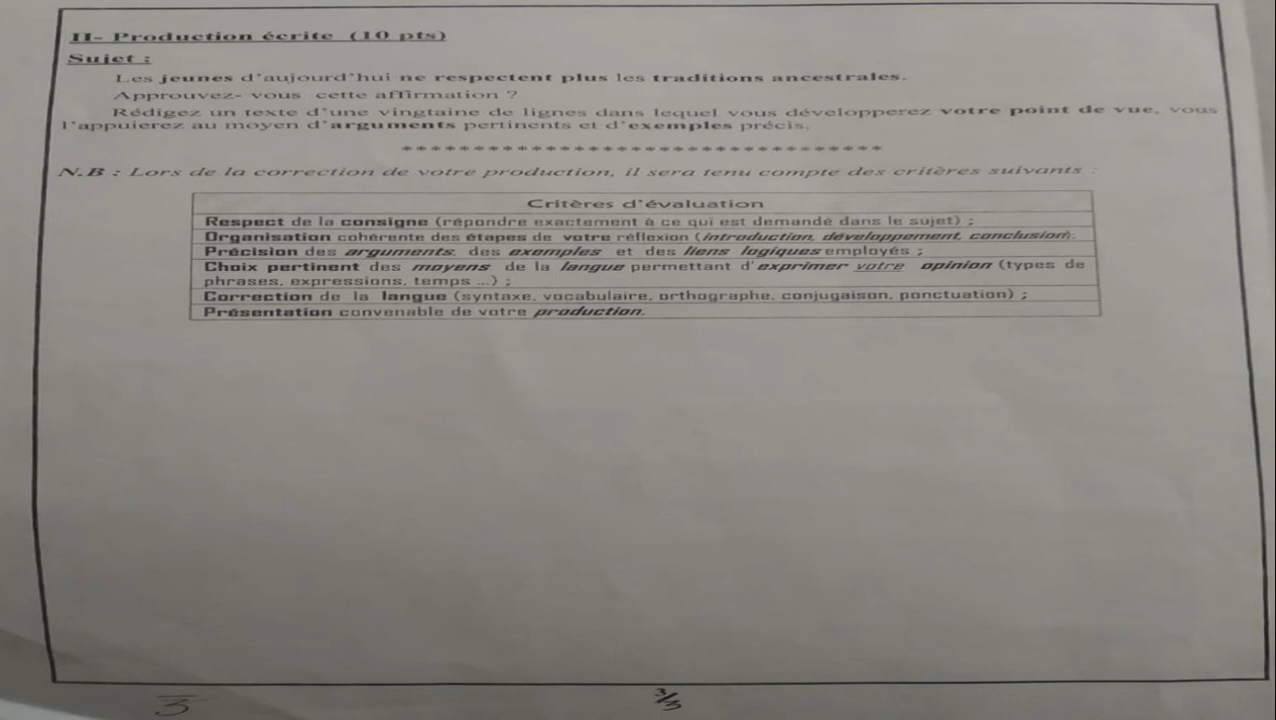 II- Production écrite (10 pts)
Sujet :
Les jeunes d'aujourd'hui ne respectent plus les traditions ancestrales.
Approuvez- vous cette affirmation ?
Rédigez un texte d'une vingtaine de lignes dans lequel vous développerez votre point de vue, vous
l'appuierez au moyen d'arguments pertinents et d'exemples précis.
**********************************
N.B : Lors de la correction de votre production, il sera tenu compte des critères suivants :
Critères d'évaluation
Respect de la consigne (répondre exactement à ce qui est demandé dans le sujet) ;
Organisation cohérente des étapes de votre réflexion (introduction, développement, conclusion).
Précision des arguments, des exemples et des liens logiques employés ;
Choix pertinent des moyens de la langue permettant d'exprimer votre opinion (types de
phrases, expressions, temps ...) ;
Correction de la langue (syntaxe, vocabulaire, orthographe, conjugaison, ponctuation) ;
Présentation convenable de votre production.
3
3/3